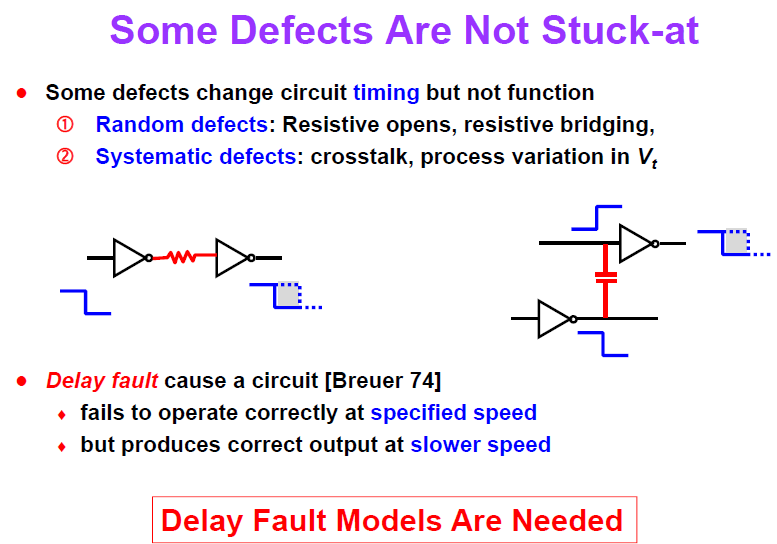 Some Defects Are Not Stuck-at
● Some defects change circuit timing but not function
① Random defects: Resistive opens, resistive bridging,
② Systematic defects: crosstalk, process variation in Vt
● Delay fault cause a circuit [Breuer 74]
♦ fails to operate correctly at specified speed
♦ but produces correct output at slower speed
Delay Fault Models Are Needed